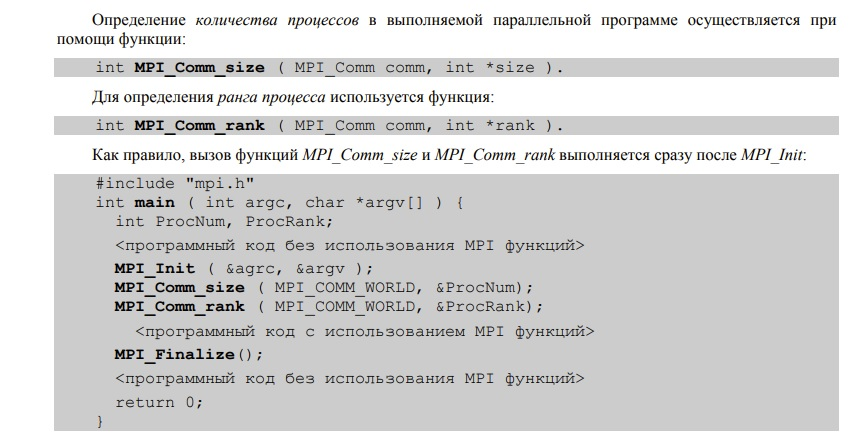 Определение количества процессов в выполняемой параллельной программе осуществляется при
помощи функции:
int MPI_Comm_size ( MPI_Comm comm, int *size ).
Для определения ранга процесса используется функция:
int MPI_Comm_rank ( MPI_Comm comm, int *rank ).
Как правило, вызов функций MPI_Comm_size и MPI_Comm_rank выполняется сразу после MPI_Init:
#include "mpi.h"
int main ( int argc, char *argv[] ) {
int ProcNum, ProcRank;
<программный код без использования MPI функций>
MPI_Init ( &agrc, &argv );
MPI_Comm_size ( MPI_COMM_WORLD, &ProcNum);
MPI_Comm_rank ( MPI_COMM_WORLD, &ProcRank);
<программный код с использованием MPI функций>
MPI_Finalize();
<программный код без использования MPI функций>
return 0;
}